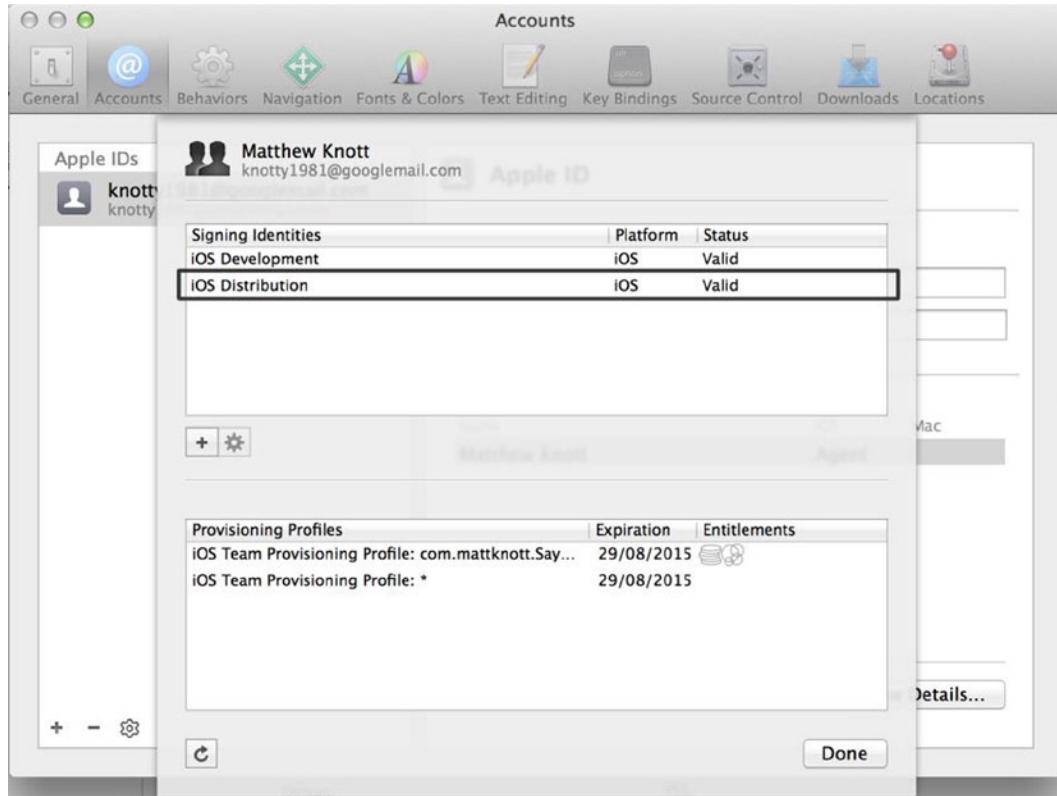 Accounts
General Accounts Behaviors Navigation Fonts & Colors Text Editing Key Bindings Source Control Downloads Locations
Apple IDs
Matthew Knott
knotty1981@googlemail.com
Apple ID
knott
knotty
Signing Identities Platform Status
iOS Development iOS Valid
iOS Distribution iOS Valid
Mac
Matthew Knott Agent
Provisioning Profiles Expiration Entitlements
iOS Team Provisioning Profile: com.mattknott.Say... 29/08/2015
iOS Team Provisioning Profile: * 29/08/2015
Details...
Done